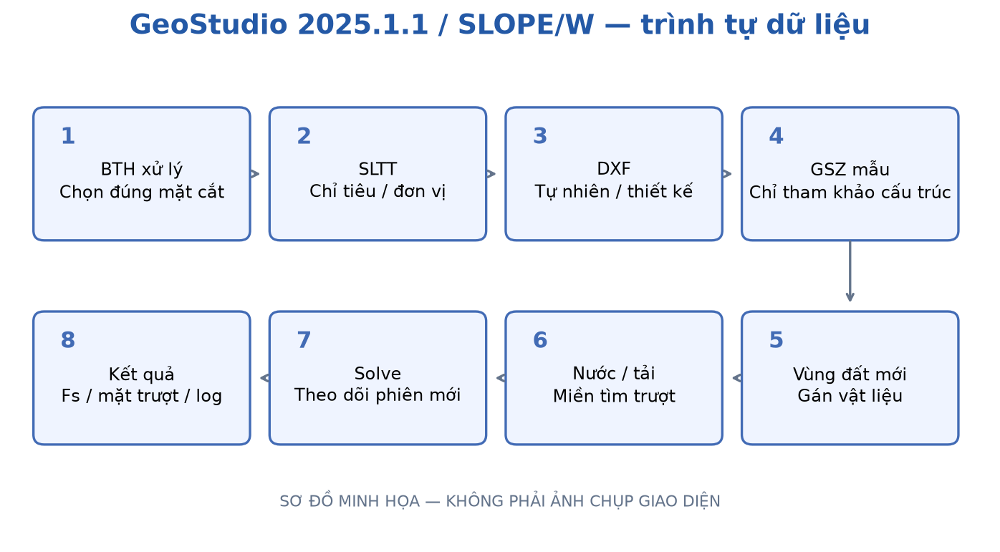 GeoStudio 2025.1.1 / SLOPE/W — trình tự dữ liệu
1
BTH xử lý
Chọn đúng mặt cắt
2
SLTT
Chỉ tiêu / đơn vị
3
DXF
Tự nhiên / thiết kế
4
GSZ mẫu
Chỉ tham khảo cấu trúc
5
Vùng đất mới
Gán vật liệu
6
Nước / tải
Miền tìm trượt
7
Solve
Theo dõi phiên mới
8
Kết quả
Fs / mặt trượt / log
SƠ ĐỒ MINH HỌA — KHÔNG PHẢI ẢNH CHỤP GIAO DIỆN